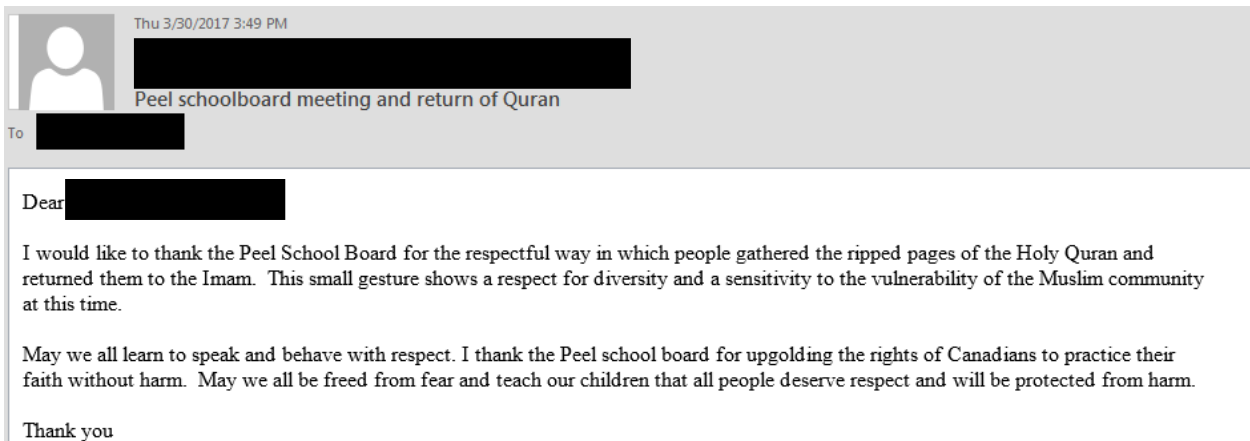 Thu 3/30/2017 3:49 PM
Peel schoolboard meeting and return of Quran
To
Dear
I would like to thank the Peel School Board for the respectful way in which people gathered the ripped pages of the Holy Quran and
returned them to the Imam.  This small gesture shows a respect for diversity and a sensitivity to the vulnerability of the Muslim community
at this time.
May we all learn to speak and behave with respect. I thank the Peel school board for upgolding the rights of Canadians to practice their
faith without harm.  May we all be freed from fear and teach our children that all people deserve respect and will be protected from harm.
Thank you